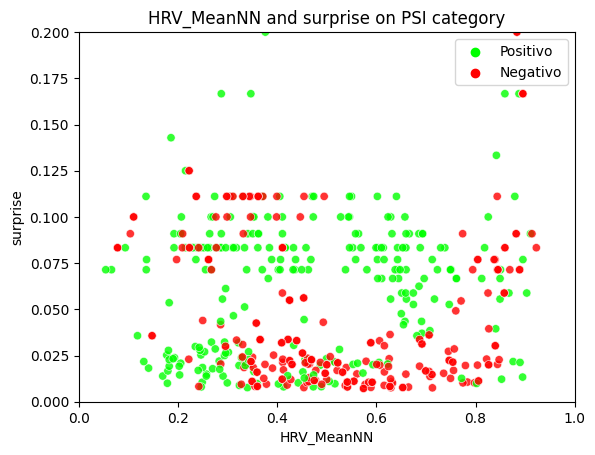 HRV_MeanNN and surprise on PSI category
Positivo
Negativo
surprise
0.200
0.175
0.150
0.125
0.100
0.075
0.050
0.025
0.000
0.0 0.2 0.4 0.6 0.8 1.0
HRV_MeanNN